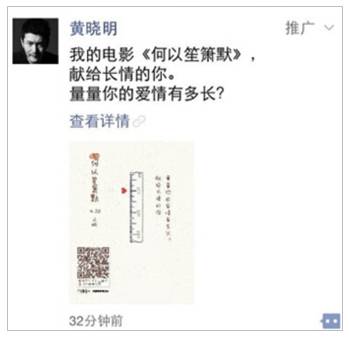 黄晓明
推广
我的电影《何以笙箫默》，
献给长情的你。
量量你的爱情有多长?
查看详情
何以笙箫默
32分钟前